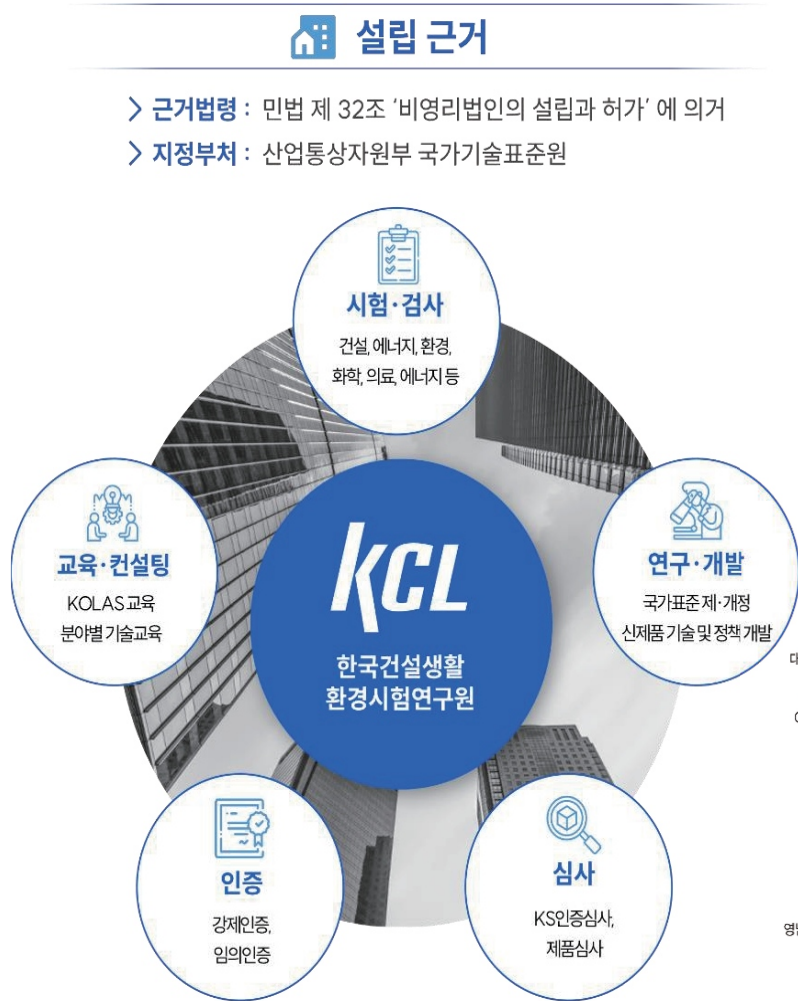 설립 근거
> 근거법령 : 민법 제 32조 ‘비영리법인의 설립과 허가’ 에 의거
> 지정부처 : 산업통상자원부 국가기술표준원
시험·검사
건설, 에너지, 환경,
화학, 의료, 에너지 등
교육·컨설팅
KOLAS 교육
분야별 기술교육
연구·개발
국가표준 제·개정
신제품 기술 및 정책 개발
KCL
한국건설생활
환경시험연구원
인증
강제인증,
임의인증
심사
KS인증심사,
제품심사